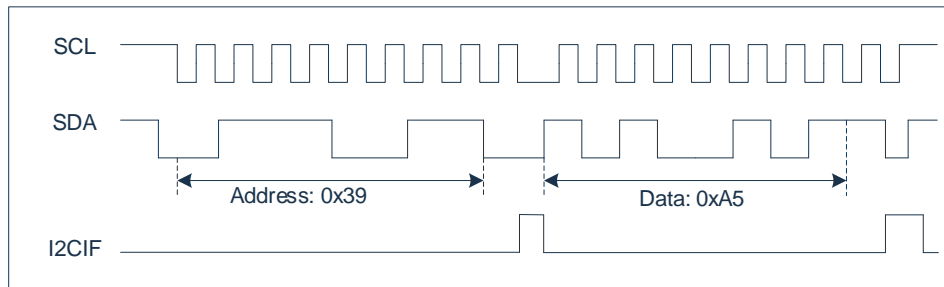 SCL
SDA
Address: 0x39
Data: 0xA5
I2CIF